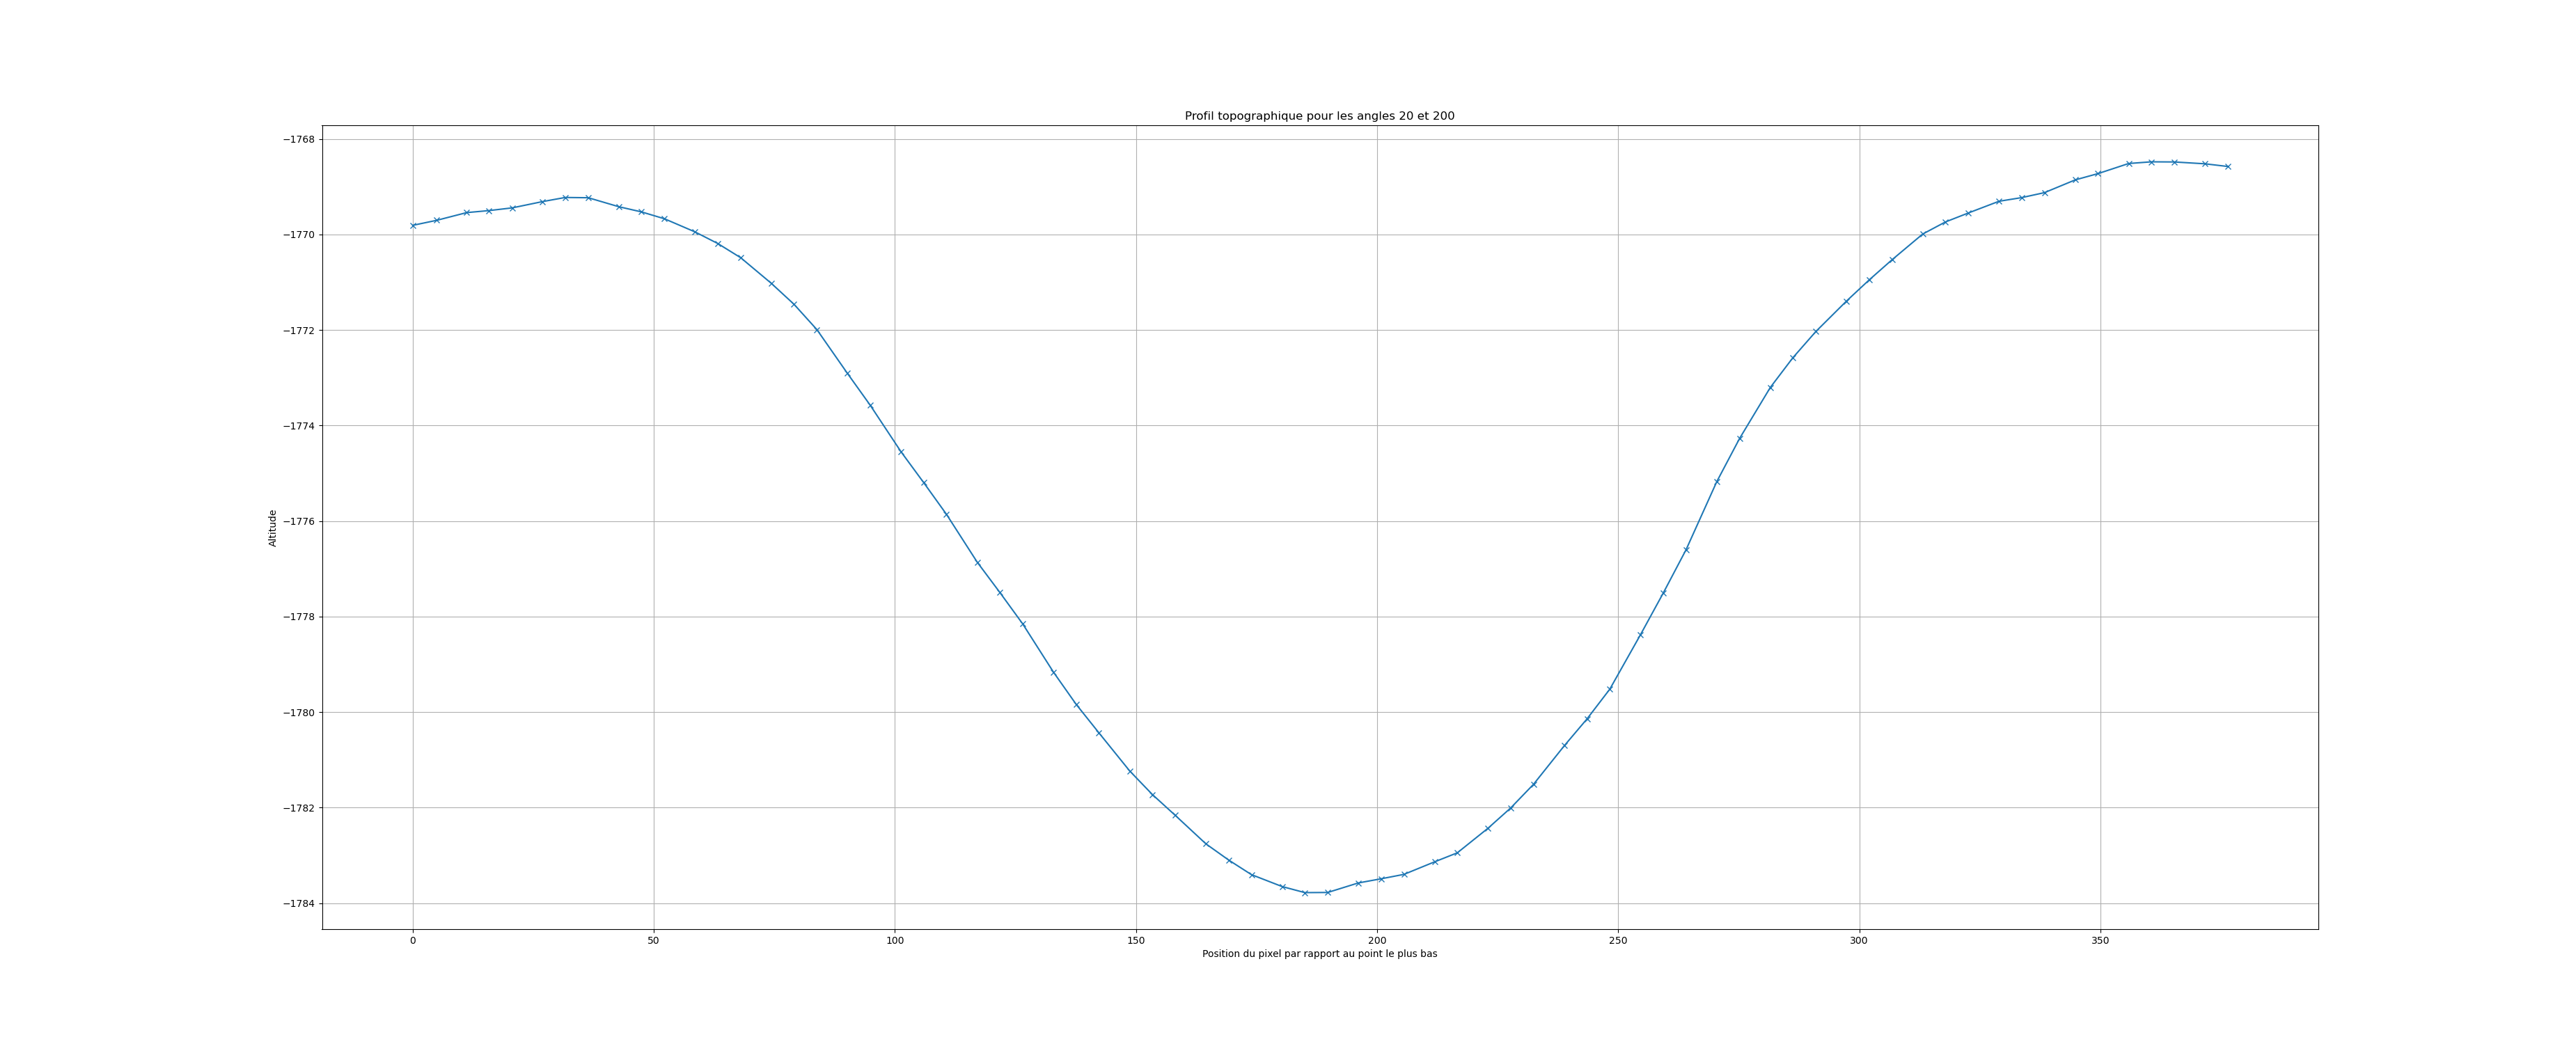 Profil topographique pour les angles 20 et 200
−1768
−1770
−1772
−1774
−1776
−1778
−1780
−1782
−1784
Altitude
0 50 100 150 200 250 300 350
Position du pixel par rapport au point le plus bas